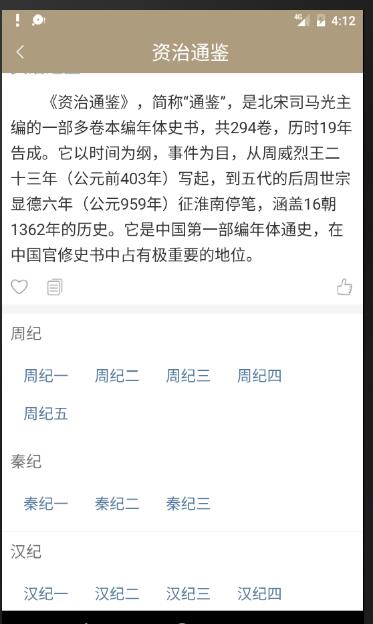 4:12
资治通鉴
《资治通鉴》，简称“通鉴”，是北宋司马光主
编的一部多卷本编年体史书，共294卷，历时19年
告成。它以时间为纲，事件为目，从周威烈王二
十三年（公元前403年）写起，到五代的后周世宗
显德六年（公元959年）征淮南停笔，涵盖16朝
1362年的历史。它是中国第一部编年体通史，在
中国官修史书中占有极重要的地位。
周纪
周纪一 周纪二 周纪三 周纪四
周纪五
秦纪
秦纪一 秦纪二 秦纪三
汉纪
汉纪一 汉纪二 汉纪三 汉纪四